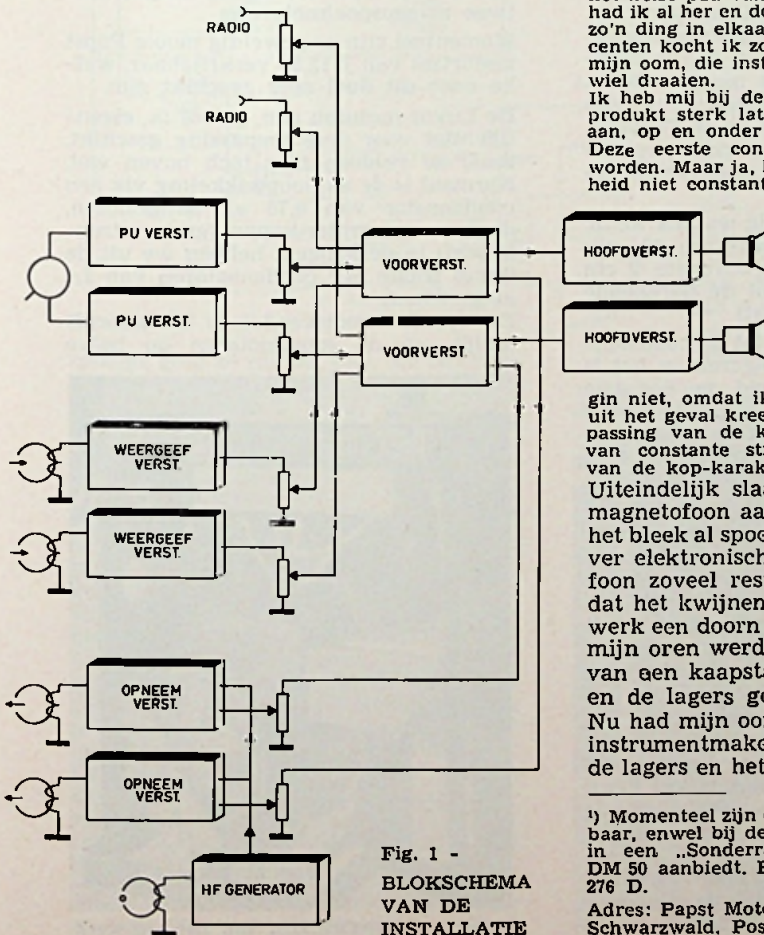 RADIO
RADIO
PU VERST.
PU VERST.
VOORVERST.
VOORVERST.
HOOFDVERST.
HOOFDVERST.
WEERGEEF
VERST.
WEERGEEF
VERST.
OPNEEM
VERST.
OPNEEM
VERST.
HF GENERATOR
Fig. 1 -
BLOKSCHEMA
VAN DE
INSTALLATIE
had ik al her en de
zo'n ding in elkaa
centen kocht ik zo
mijn oom, die inst
wiel draaien.
Ik heb mij bij de
produkt sterk lat
aan, op en onder
Deze eerste con
worden. Maar ja,
heid niet constant
gin niet, omdat ik
uit het geval kree
passing van de k
van constante st
van de kop-karak
Uiteindelijk slaa
magnetofoon aa
het bleek al spoe
ver elektronisch
foon zoveel res
dat het kwijnen
werk een doorn
mijn oren werd
van een kaapsta
en de lagers ge
Nu had mijn oo
instrumentmake
de lagers en het
¹) Momenteel zijn
baar, enwel bij de
in een „Sonderr
DM 50 aanbiedt. E
276 D.
Adres: Papst Moto
Schwarzwald, Pos